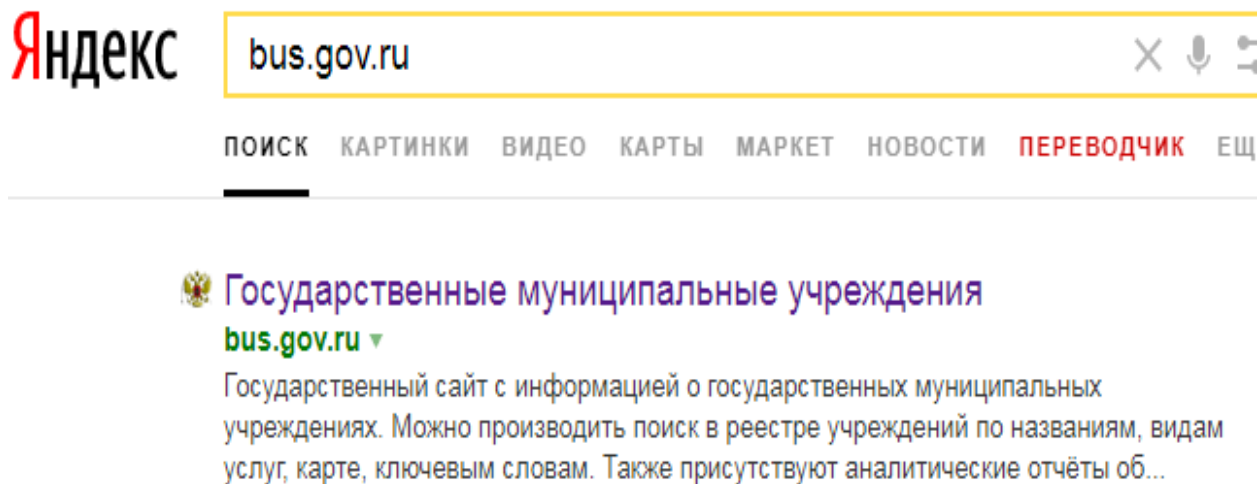 Яндекс
bus.gov.ru
ПОИСК КАРТИНКИ ВИДЕО КАРТЫ МАРКЕТ НОВОСТИ ПЕРЕВОДЧИК ЕЩ
Государственные муниципальные учреждения
bus.gov.ru
Государственный сайт с информацией о государственных муниципальных
учреждениях. Можно производить поиск в реестре учреждений по названиям, видам
услуг, карте, ключевым словам. Также присутствуют аналитические отчёты об...